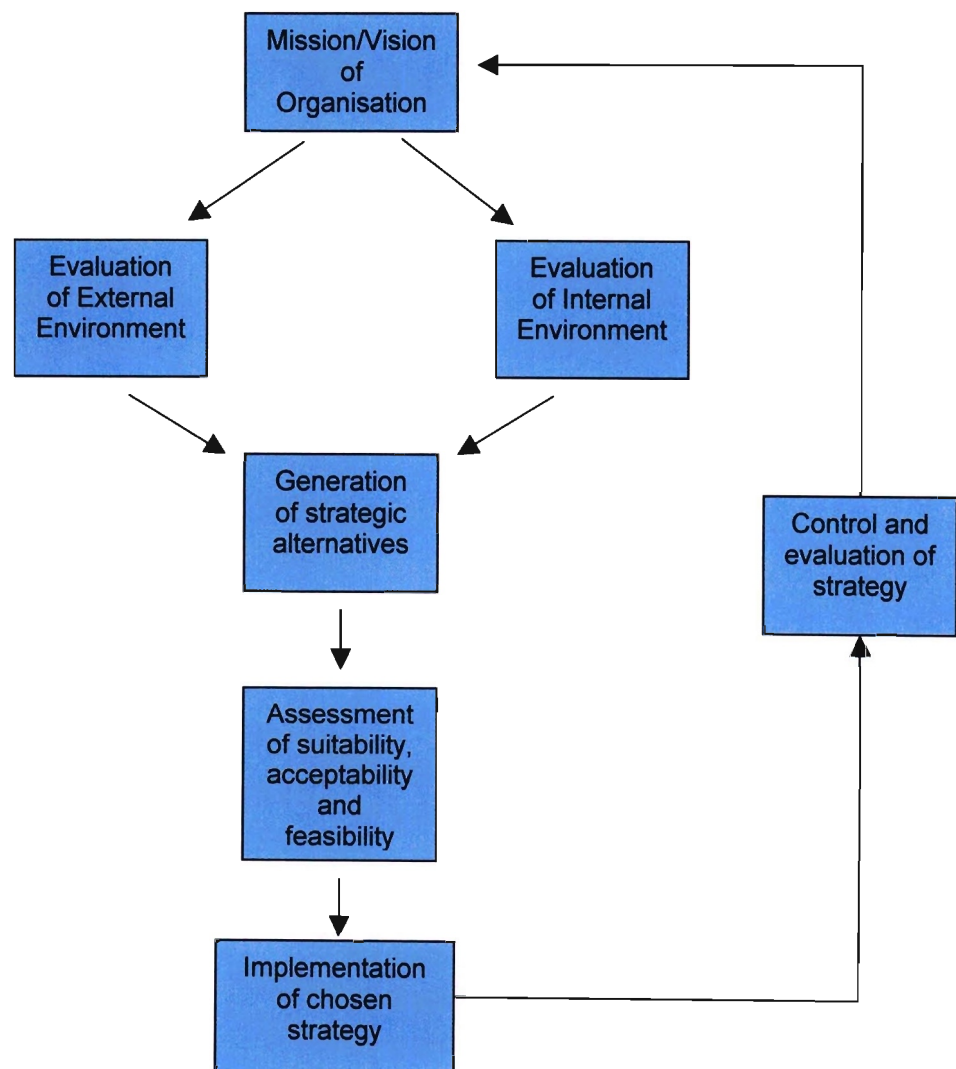 Mission/Vision
of
Organisation
Evaluation
of External
Environment
Evaluation
of Internal
Environment
Generation
of strategic
alternatives
Control and
evaluation of
strategy
Assessment
of suitability,
acceptability
and
feasibility
Implementation
of chosen
strategy